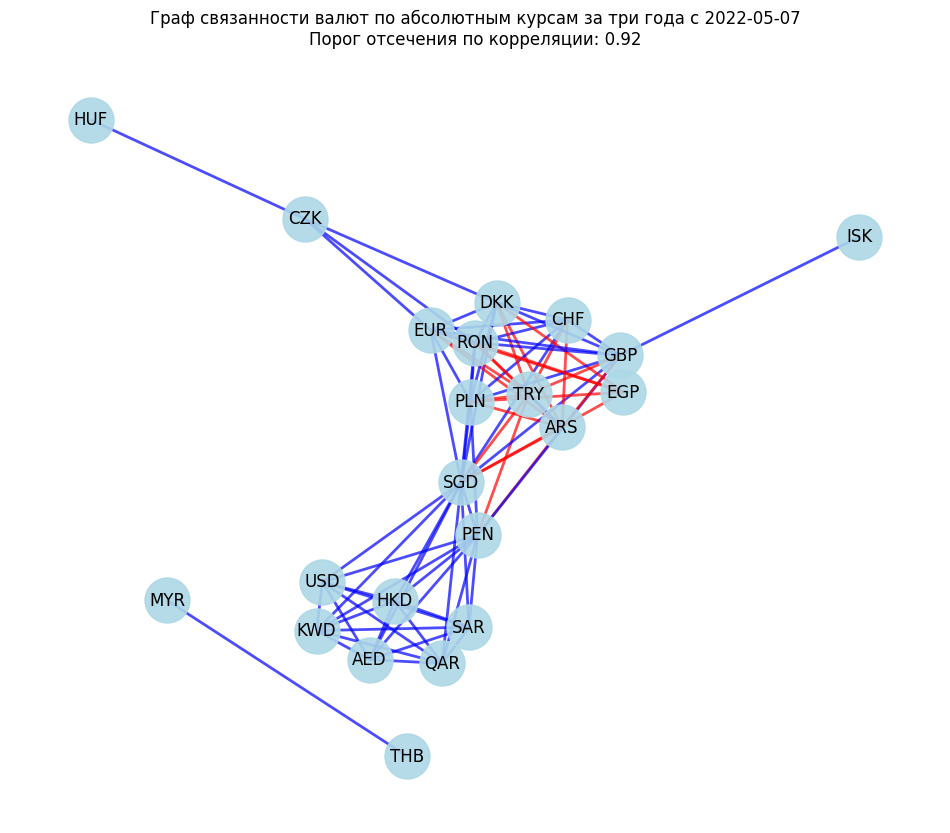 Граф связанности валют по абсолютным курсам за три года с 2022-05-07
Порог отсечения по корреляции: 0.92
HUF
CZK
ISK
DKK
CHF
EUR
RON
GBP
TRY
EGP
PLN
ARS
SGD
PEN
USD
HKD
MYR
KWD
SAR
AED
QAR
THB